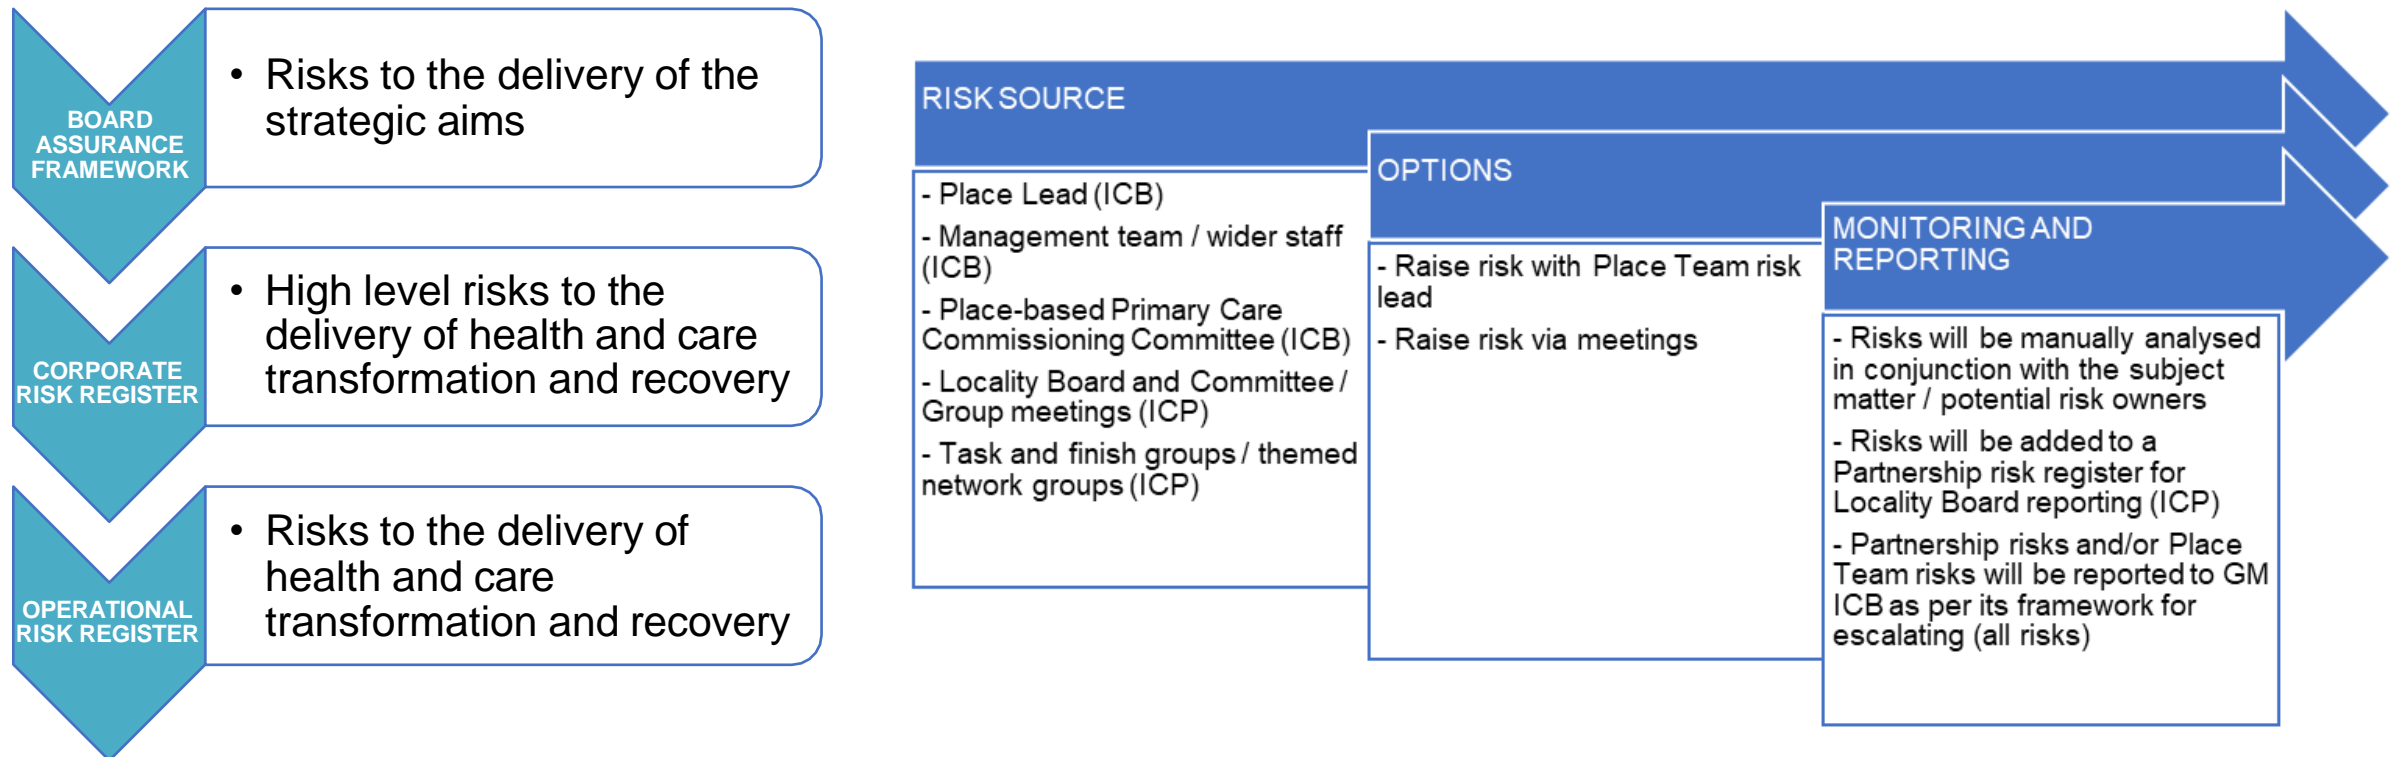 BOARD
ASSURANCE
FRAMEWORK
• Risks to the delivery of the
strategic aims
CORPORATE
RISK REGISTER
• High level risks to the
delivery of health and care
transformation and recovery
OPERATIONAL
RISK REGISTER
• Risks to the delivery of
health and care
transformation and recovery
RISK SOURCE
- Place Lead (ICB)
- Management team / wider staff
(ICB)
- Place-based Primary Care
Commissioning Committee (ICB)
- Locality Board and Committee /
Group meetings (ICP)
- Task and finish groups / themed
network groups (ICP)
OPTIONS
- Raise risk with Place Team risk
lead
- Raise risk via meetings
MONITORING AND
REPORTING
- Risks will be manually analysed
in conjunction with the subject
matter / potential risk owners
- Risks will be added to a
Partnership risk register for
Locality Board reporting (ICP)
- Partnership risks and/or Place
Team risks will be reported to GM
ICB as per its framework for
escalating (all risks)